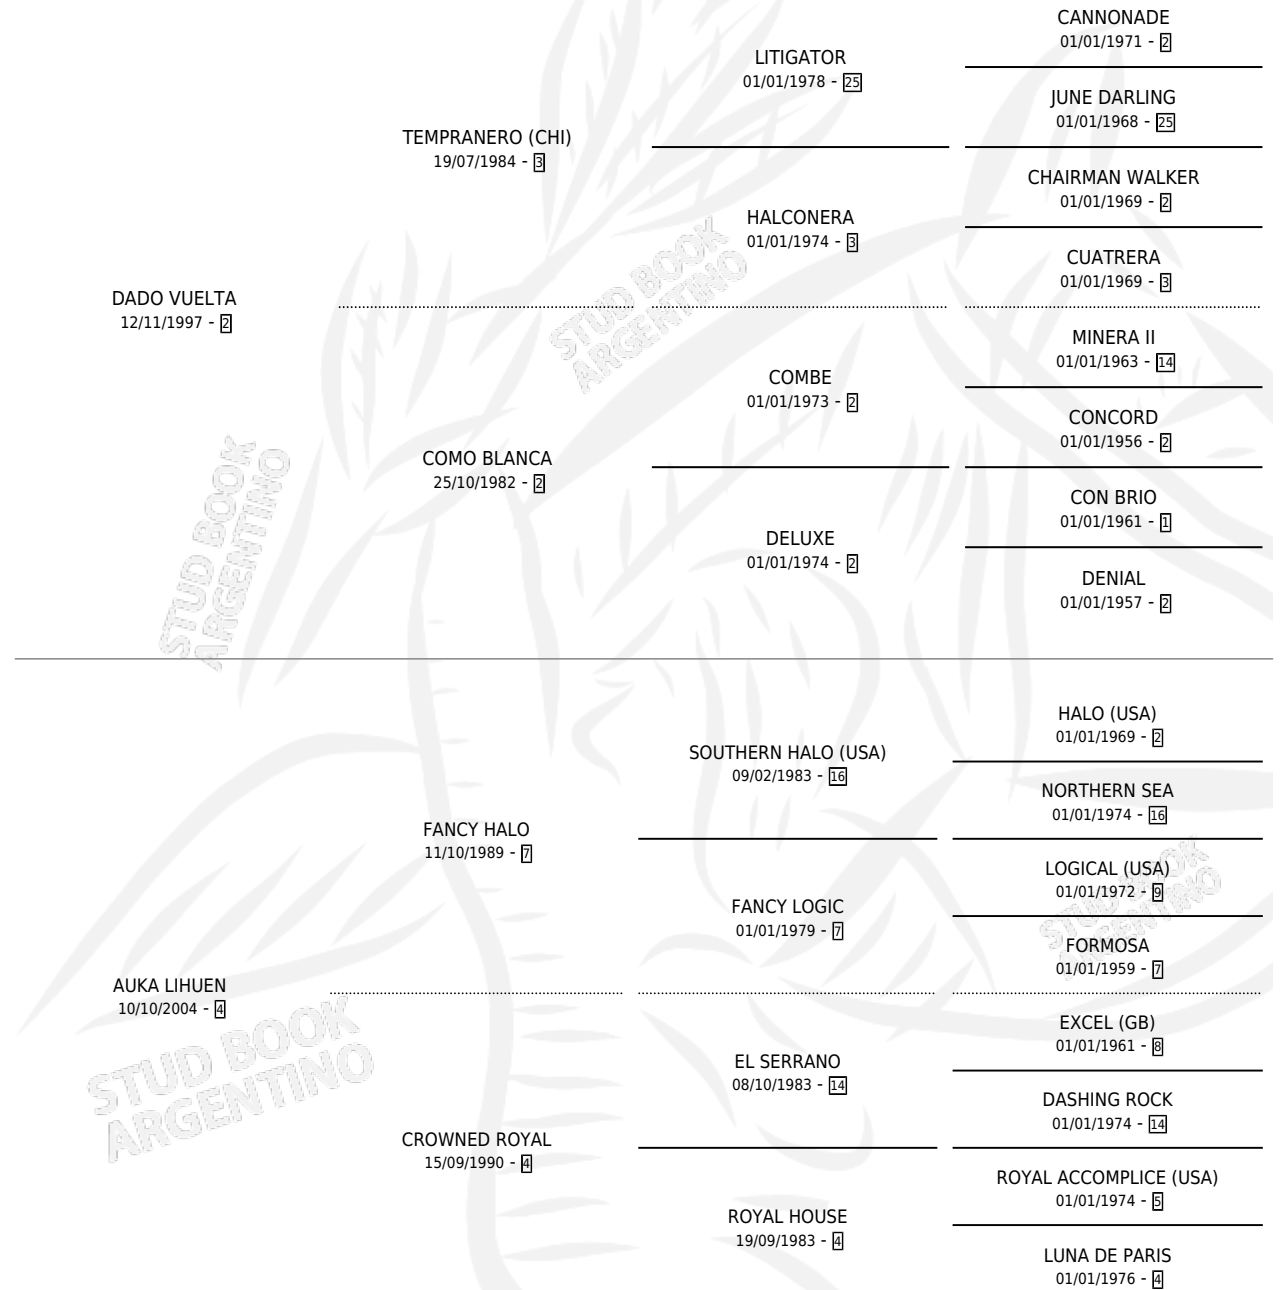 CANNONADE
01/01/1971 - 2
LITIGATOR
01/01/1978 - 25
JUNE DARLING
01/01/1968 - 25
TEMPRANERO (CHI)
19/07/1984 - 3
CHAIRMAN WALKER
01/01/1969 - 2
HALCONERA
01/01/1974 - 3
CUATRERA
01/01/1969 - 3
DADO VUELTA
12/11/1997 - 2
STUD BOOK
ARGENTINO
MINERA II
01/01/1963 - 14
COMBE
01/01/1973 - 2
CONCORD
01/01/1956 - 2
COMO BLANCA
25/10/1982 - 2
CON BRIO
01/01/1961 - 1
DELUXE
01/01/1974 - 2
DENIAL
01/01/1957 - 2
STUD BOOK
ARGENTINO
HALO (USA)
01/01/1969 - 2
SOUTHERN HALO (USA)
09/02/1983 - 16
NORTHERN SEA
01/01/1974 - 16
FANCY HALO
11/10/1989 - 7
LOGICAL (USA)
01/01/1972 - 9
FANCY LOGIC
01/01/1979 - 7
STUD BOOK
ARGENTINO
FORMOSA
01/01/1959 - 7
AUKA LIHUEN
10/10/2004 - 4
EXCEL (GB)
01/01/1961 - 8
EL SERRANO
08/10/1983 - 14
STUD BOOK
ARGENTINO
DASHING ROCK
01/01/1974 - 14
CROWNED ROYAL
15/09/1990 - 4
ROYAL ACCOMPLICE (USA)
01/01/1974 - 5
ROYAL HOUSE
19/09/1983 - 4
LUNA DE PARIS
01/01/1976 - 4